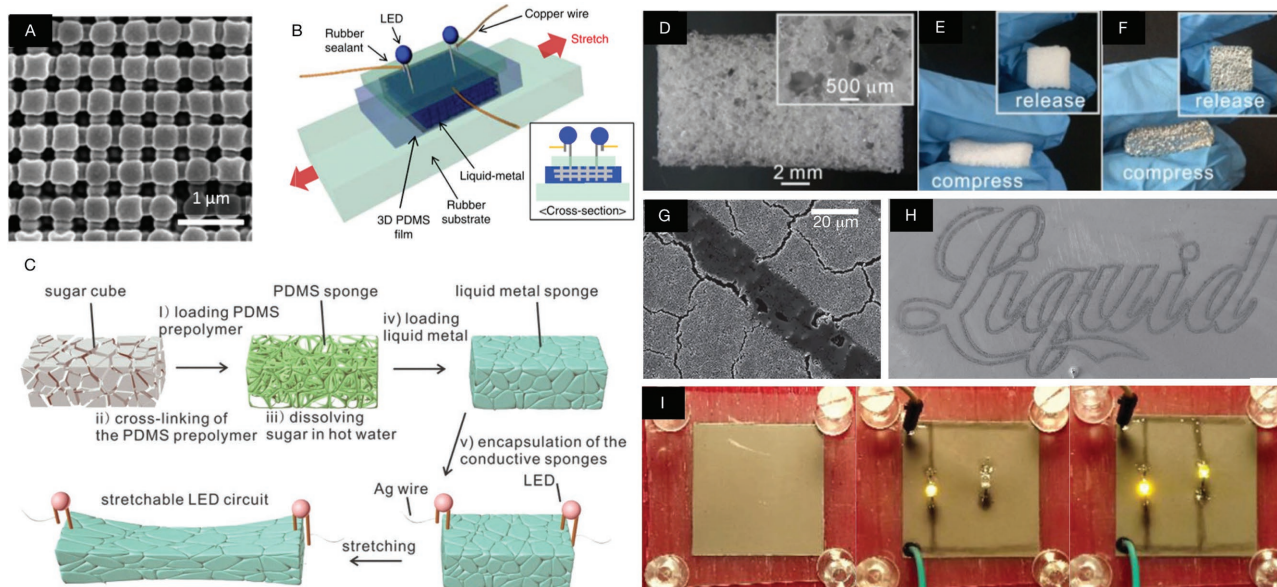 A
1 µm
B
LED
Copper wire
Rubber
sealant
Stretch
Liquid-metal
Rubber
substrate
3D PDMS
film
<Cross-section>
C
sugar cube
I) loading PDMS
prepolymer
PDMS sponge
iv) loading
liquid metal
liquid metal sponge
ii) cross-linking of
the PDMS prepolymer
iii) dissolving
sugar in hot water
v) encapsulation of the
conductive sponges
Ag wire
LED
stretchable LED circuit
stretching
D
500 µm
2 mm
E
release
compress
F
release
compress
G
20 µm
H
Liquid
I